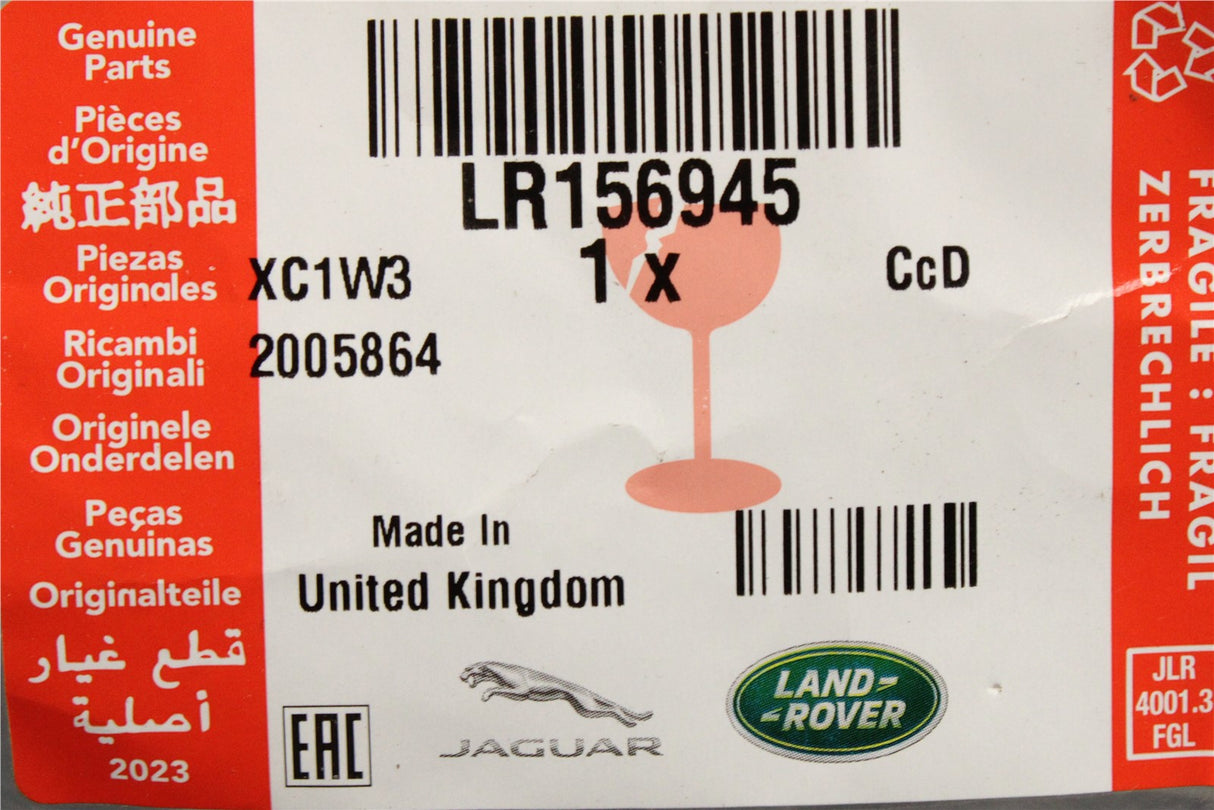 Genuine
Parts
Pièces
d'Origine
純正部品
Piezas
Originales
Ricambi
Originali
Originele
Onderdelen
Peças
Genuinas
Originalteile
قطع غيار
أصلية
2023
LR156945
1 x
XC1W3
CcD
2005864
Made In
United Kingdom
EAC
JAGUAR
LAND-
-ROVER
FRAGILE : FRAGIL
ZERBRECHLICH
JLR
4001.3
FGL